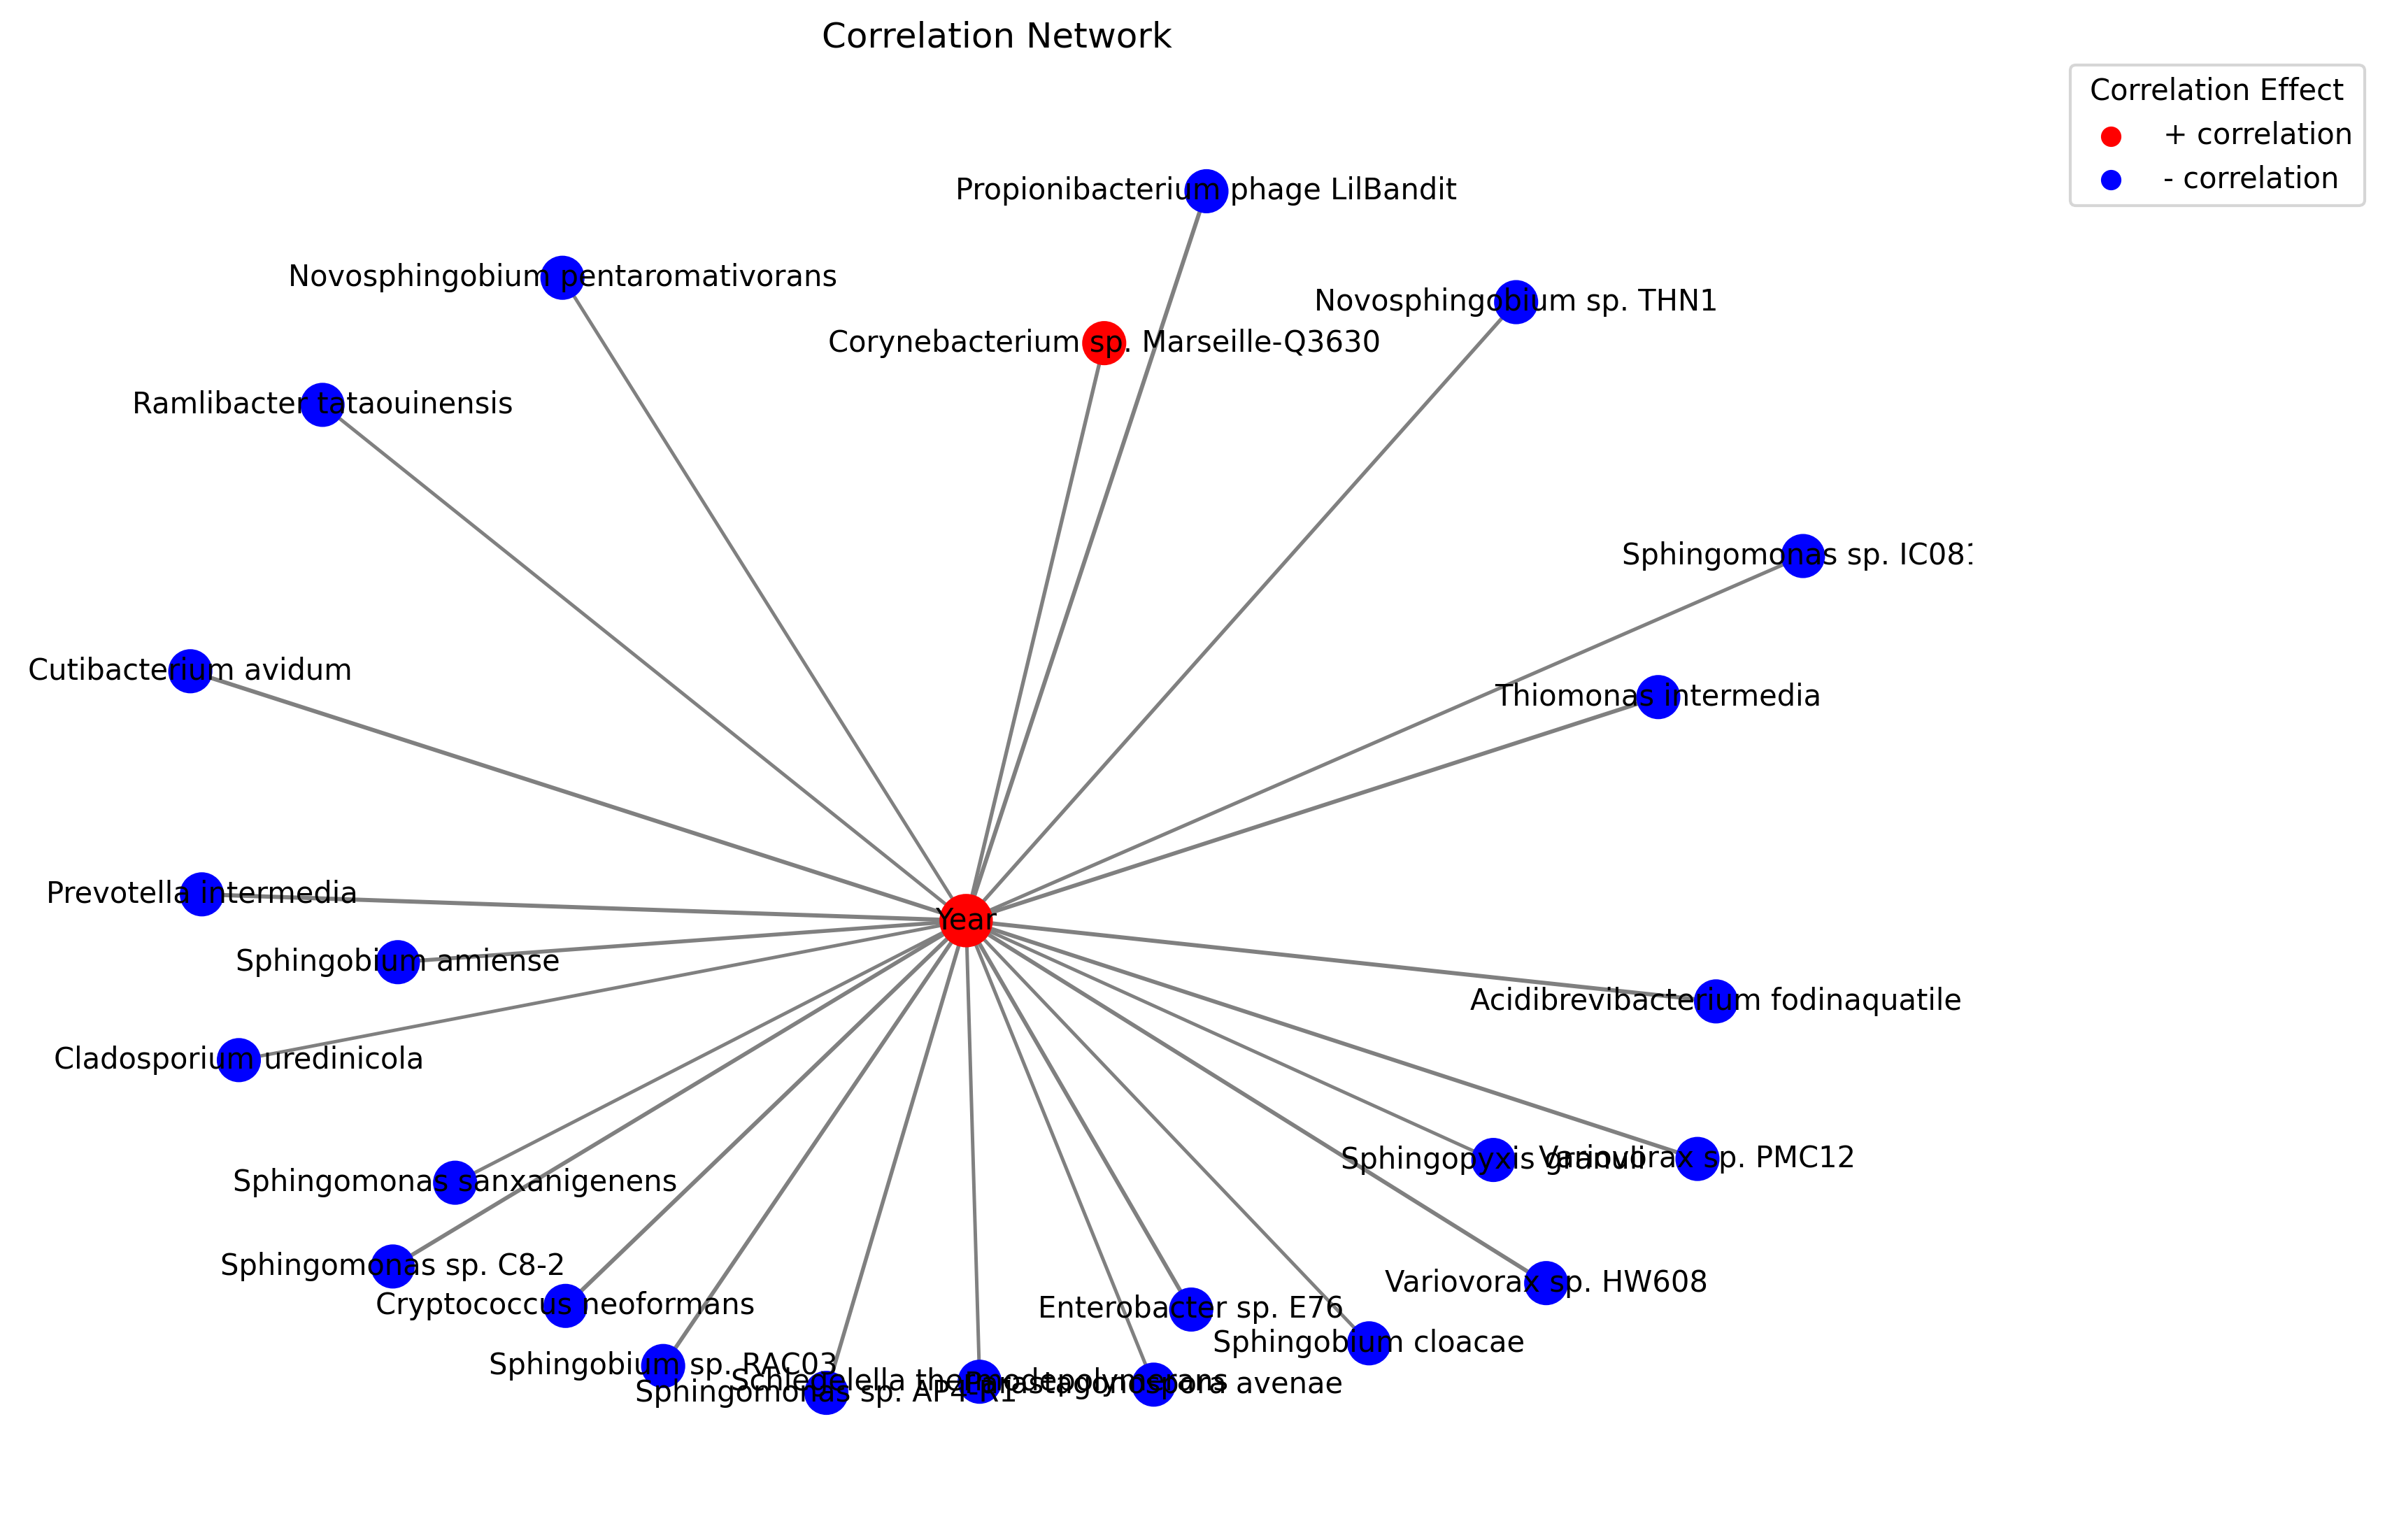 Correlation Network
Correlation Effect
+ correlation
- correlation
Propionibacterium phage LilBandit
Novosphingobium pentaromativorans
Novosphingobium sp. THN1
Corynebacterium sp. Marseille-Q3630
Ramlibacter tataouinensis
Sphingomonas sp. IC081
Cutibacterium avidum
Thiomonas intermedia
Prevotella intermedia
Year
Sphingobium amiense
Acidibrevibacterium fodinaquatile
Cladosporium uredinicola
Sphingopyxis granuli
Variovorax sp. PMC12
Sphingomonas sanxanigenens
Sphingomonas sp. C8-2
Variovorax sp. HW608
Cryptococcus neoformans
Enterobacter sp. E76
Sphingobium cloacae
Sphingobium sp. RAC03
Schlegelella thermodepolymerans
Parastagonospora avenae
Sphingomonas sp. AP4-R1